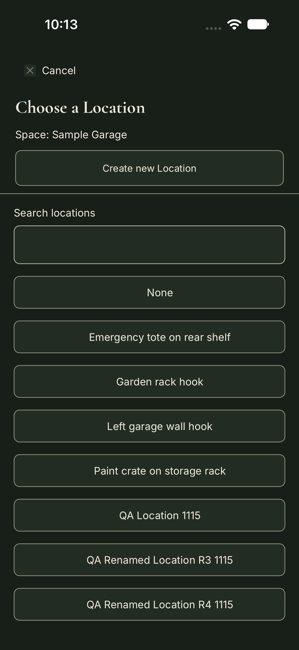 10:13
Cancel
Choose a Location
Space: Sample Garage
Create new Location
Search locations
None
Emergency tote on rear shelf
Garden rack hook
Left garage wall hook
Paint crate on storage rack
QA Location 1115
QA Renamed Location R3 1115
QA Renamed Location R4 1115